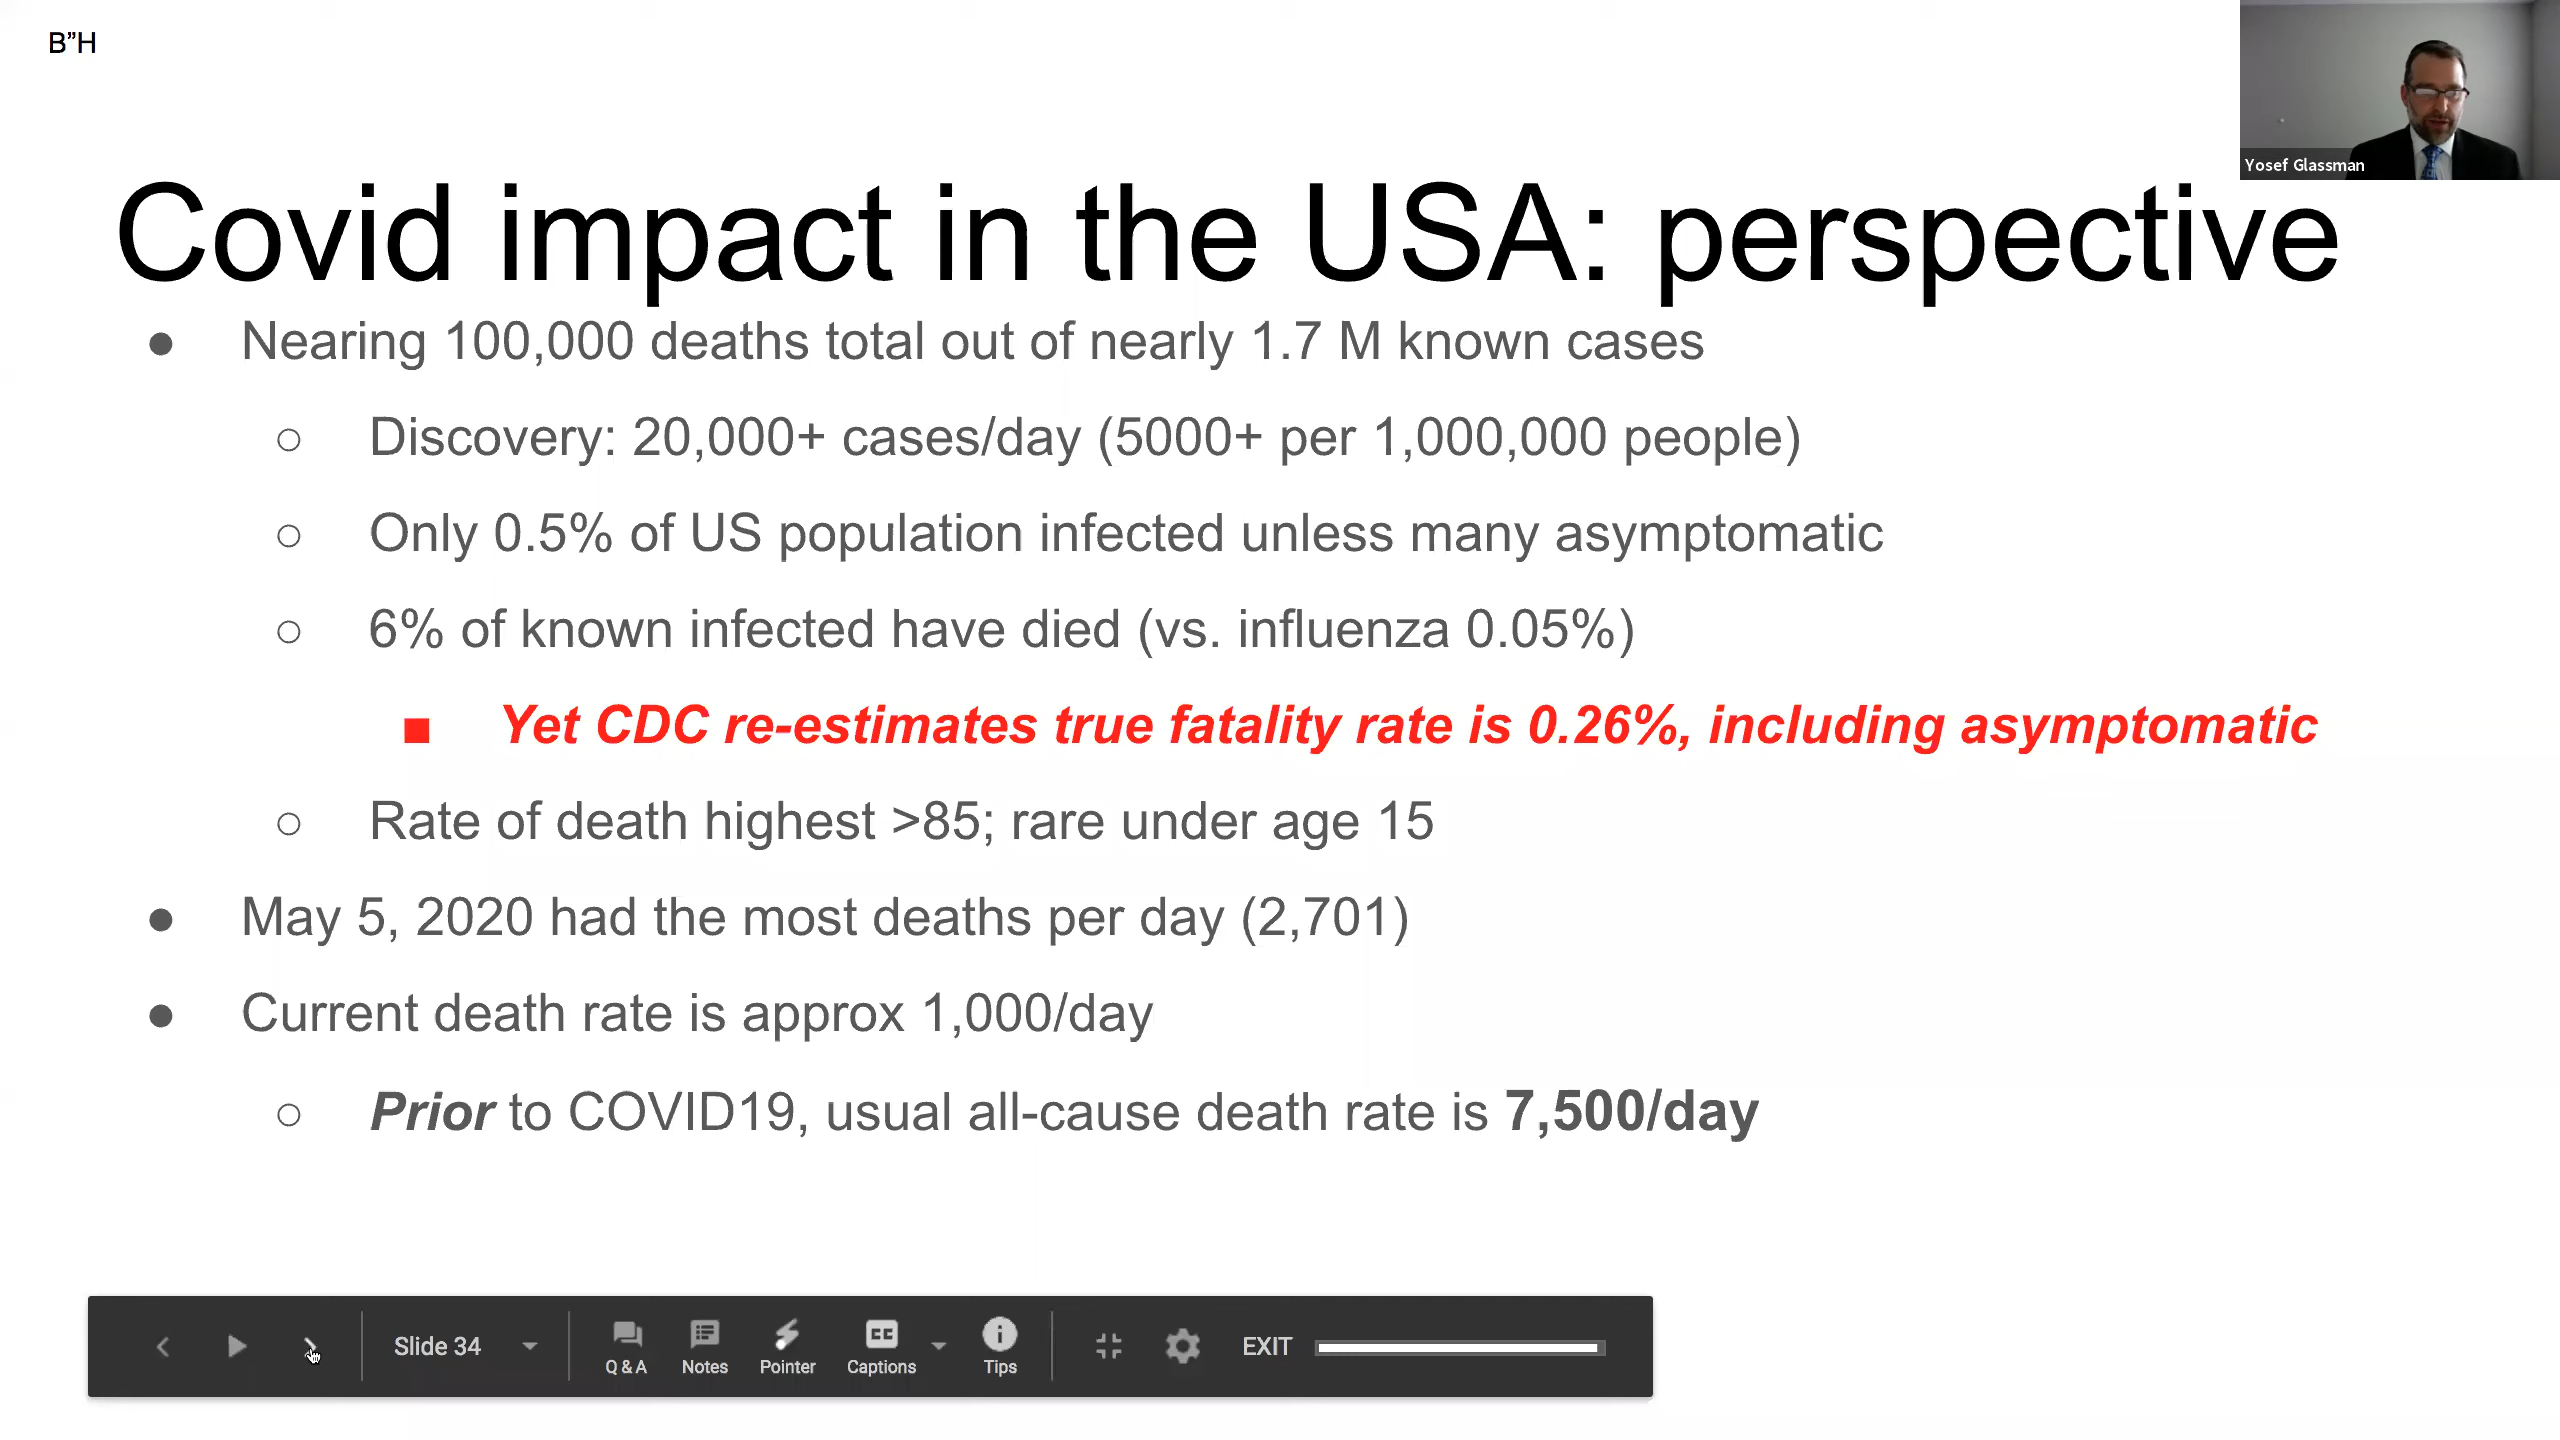 B”H
Yosef Glassman
Covid impact in the USA: perspective
● Nearing 100,000 deaths total out of nearly 1.7 M known cases
○ Discovery: 20,000+ cases/day (5000+ per 1,000,000 people)
○ Only 0.5% of US population infected unless many asymptomatic
○ 6% of known infected have died (vs. influenza 0.05%)
■ Yet CDC re-estimates true fatality rate is 0.26%, including asymptomatic
○ Rate of death highest >85; rare under age 15
● May 5, 2020 had the most deaths per day (2,701)
● Current death rate is approx 1,000/day
○ Prior to COVID19, usual all-cause death rate is 7,500/day
Slide 34
Q & A
Notes
Pointer
CC
Captions
Tips
EXIT